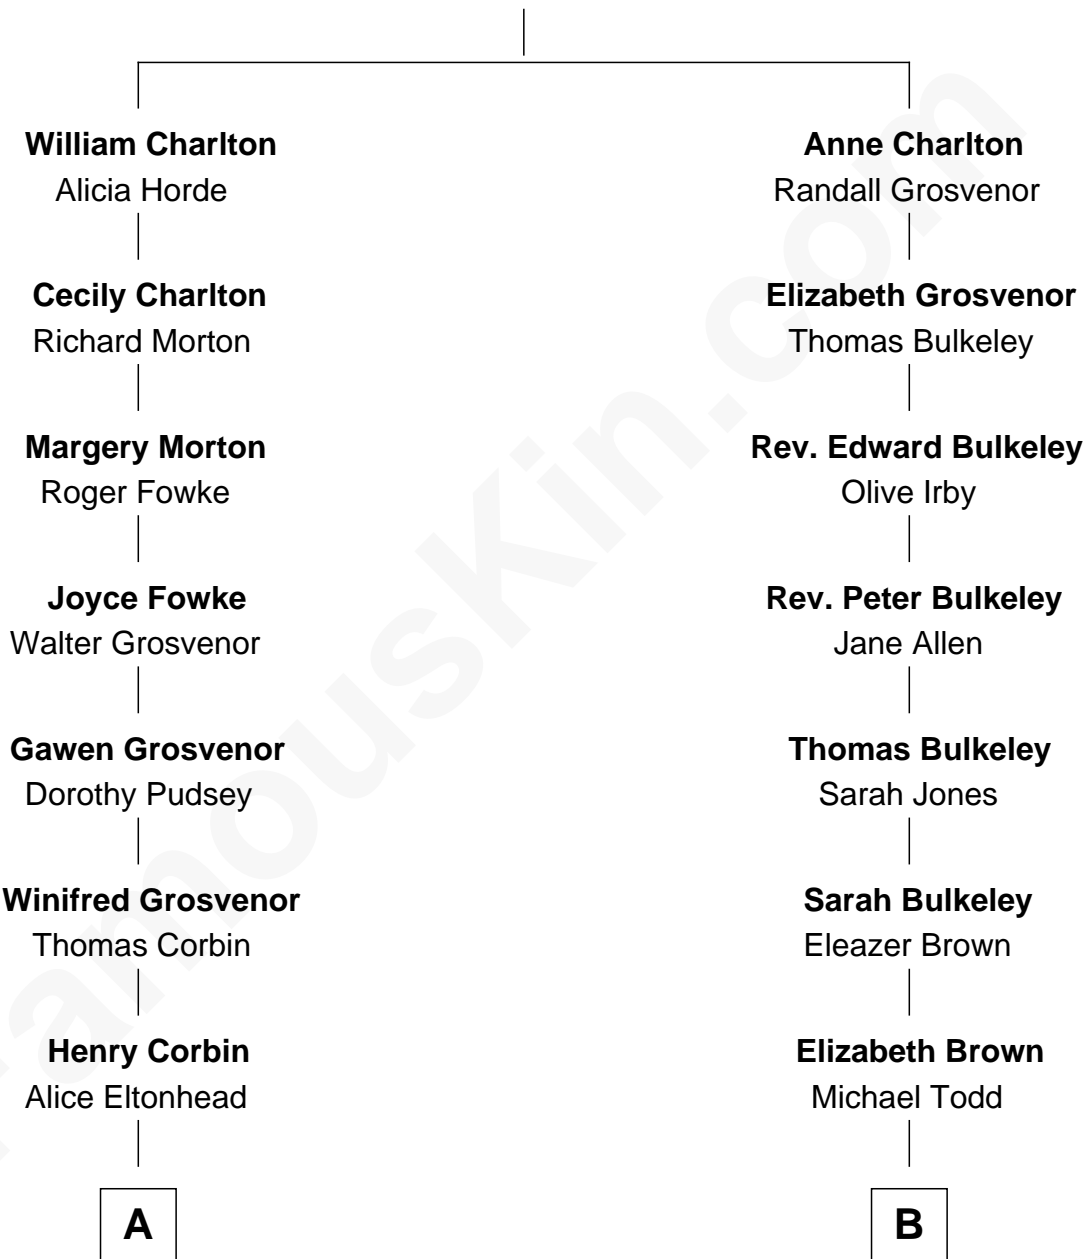 William Charlton
Alicia Horde
Cecily Charlton
Richard Morton
Margery Morton
Roger Fowke
Joyce Fowke
Walter Grosvenor
Gawen Grosvenor
Dorothy Pudsey
Winifred Grosvenor
Thomas Corbin
Henry Corbin
Alice Eltonhead
A
Anne Charlton
Randall Grosvenor
Elizabeth Grosvenor
Thomas Bulkeley
Rev. Edward Bulkeley
Olive Irby
Rev. Peter Bulkeley
Jane Allen
Thomas Bulkeley
Sarah Jones
Sarah Bulkeley
Eleazer Brown
Elizabeth Brown
Michael Todd
B
FamousKin.com